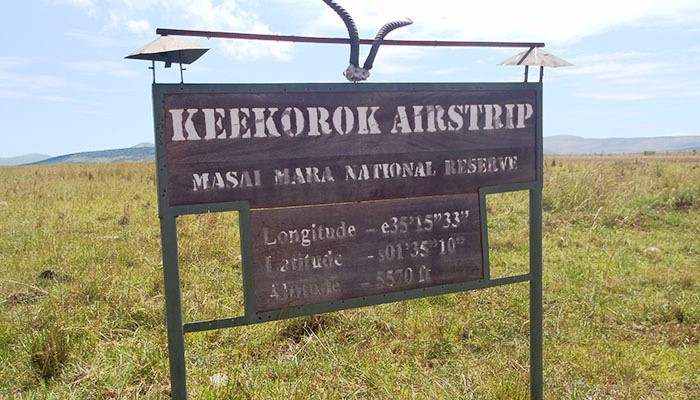 KEEKOROK AIRSTRIP
MASAI MARA NATIONAL RESERVE
Longitude - e35°15"33"
Latitude - s01°35"10"
Altitude - 5570 ft